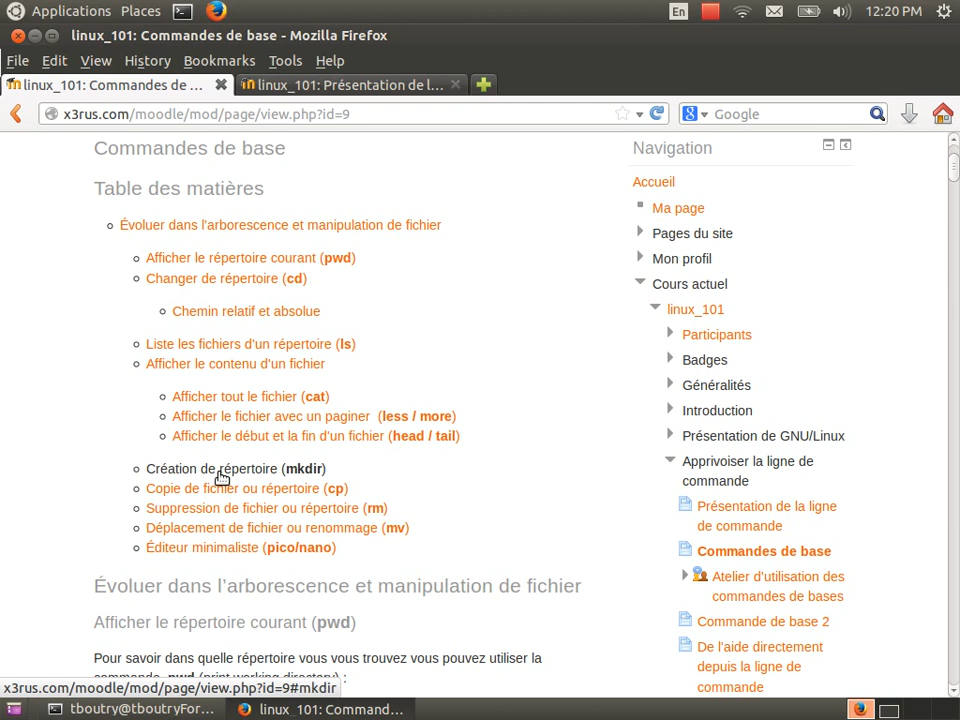 Applications Places En 12:20 PM
linux_101: Commandes de base - Mozilla Firefox
File Edit View History Bookmarks Tools Help
linux_101: Commandes de ... linux_101: Présentation de l...
x3rus.com/moodle/mod/page/view.php?id=9 Google
Commandes de base
Table des matières
Évoluer dans l'arborescence et manipulation de fichier
Afficher le répertoire courant (pwd)
Changer de répertoire (cd)
Chemin relatif et absolue
Liste les fichiers d'un répertoire (ls)
Afficher le contenu d'un fichier
Afficher tout le fichier (cat)
Afficher le fichier avec un paginer (less / more)
Afficher le début et la fin d'un fichier (head / tail)
Création de répertoire (mkdir)
Copie de fichier ou répertoire (cp)
Suppression de fichier ou répertoire (rm)
Déplacement de fichier ou renommage (mv)
Éditeur minimaliste (pico/nano)
Évoluer dans l'arborescence et manipulation de fichier
Afficher le répertoire courant (pwd)
Pour savoir dans quelle répertoire vous vous trouvez vous pouvez utiliser la
commande pwd (print working directory) :
Navigation
Accueil
Ma page
Pages du site
Mon profil
Cours actuel
linux_101
Participants
Badges
Généralités
Introduction
Présentation de GNU/Linux
Apprivoiser la ligne de
commande
Présentation de la ligne
de commande
Commandes de base
Atelier d'utilisation des
commandes de bases
Commande de base 2
De l'aide directement
depuis la ligne de
commande
x3rus.com/moodle/mod/page/view.php?id=9#mkdir
tboutry@tboutryFor... linux_101: Command...